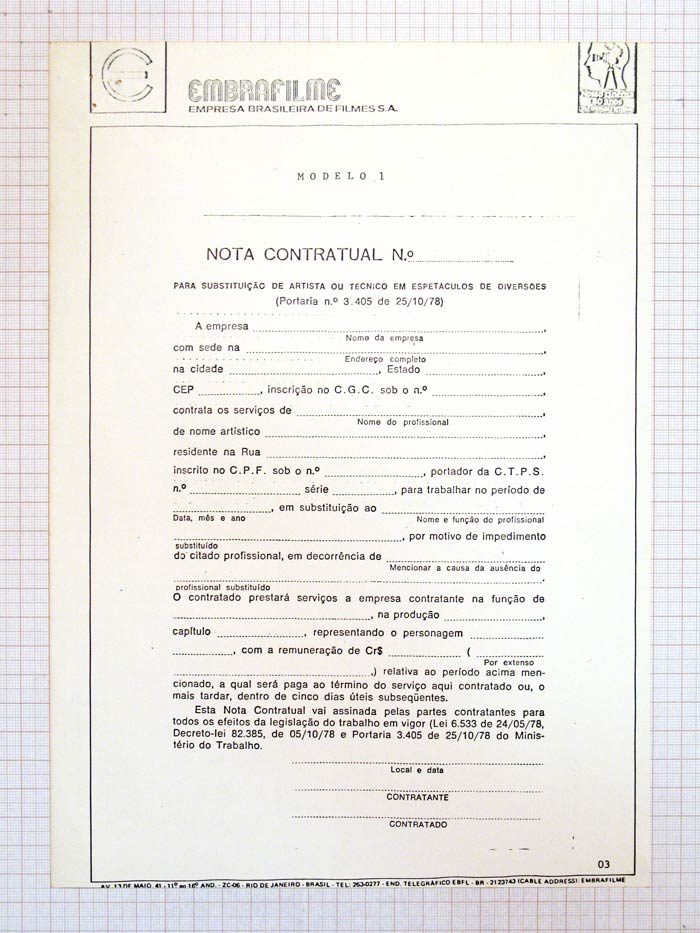 EMBRAFILME
EMPRESA BRASILEIRA DE FILMES S.A.
MODELO 1
NOTA CONTRATUAL N.º
PARA SUBSTITUIÇÃO DE ARTISTA OU TÉCNICO EM ESPETACULOS DE DIVERSÕES
(Portaria n.º 3.405 de 25/10/78)
A empresa ,
Nome da empresa
com sede na ,
Endereço completo
na cidade , Estado ,
CEP , inscrição no C.G.C. sob o n.º ,
contrata os serviços de ,
Nome do profissional
de nome artístico ,
residente na Rua ,
inscrito no C.P.F. sob o n.º , portador da C.T.P.S.
n.º série , para trabalhar no período de
, em substituição ao
Data, mês e ano Nome e função do profissional
, por motivo de impedimento
substituído
do citado profissional, em decorrência de
Mencionar a causa da ausência do
.
profissional substituído
O contratado prestará serviços a empresa contratante na função de
, na produção ,
capítulo , representando o personagem
, com a remuneração de Cr$ (
Por extenso
,) relativa ao período acima men-
cionado, a qual será paga ao término do serviço aqui contratado ou, o
mais tardar, dentro de cinco dias úteis subseqüentes.
Esta Nota Contratual vai assinada pelas partes contratantes para
todos os efeitos da legislação do trabalho em vigor (Lei 6.533 de 24/05/78,
Decreto-lei 82.385, de 05/10/78 e Portaria 3.405 de 25/10/78 do Minis-
tério do Trabalho.
Local e data
CONTRATANTE
CONTRATADO
03
AV. 13 DE MAIO, 41 - 11º ao 16º AND. - ZC-06 - RIO DE JANEIRO - BRASIL - TEL: 263-0277 - END. TELEGRÁFICO EBFL - BR - 2123743 (CABLE ADDRESS): EMBRAFILME